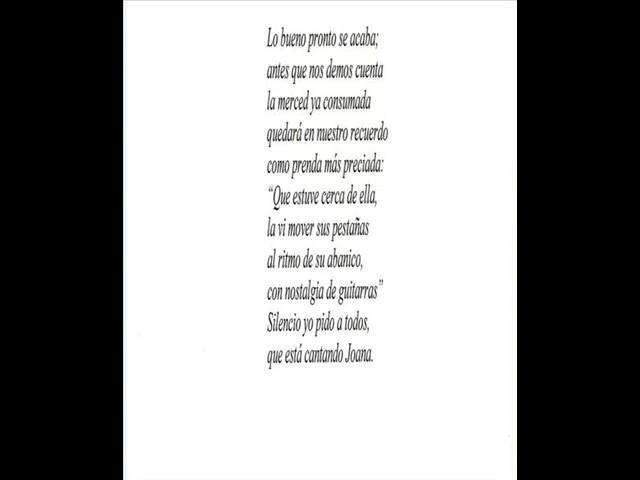 Lo bueno pronto se acaba;
antes que nos demos cuenta
la merced ya consumada
quedará en nuestro recuerdo
como prenda más preciada:
“Que estuve cerca de ella,
la vi mover sus pestañas
al ritmo de su abanico,
con nostalgia de guitarras”
Silencio yo pido a todos,
que está cantando Joana.